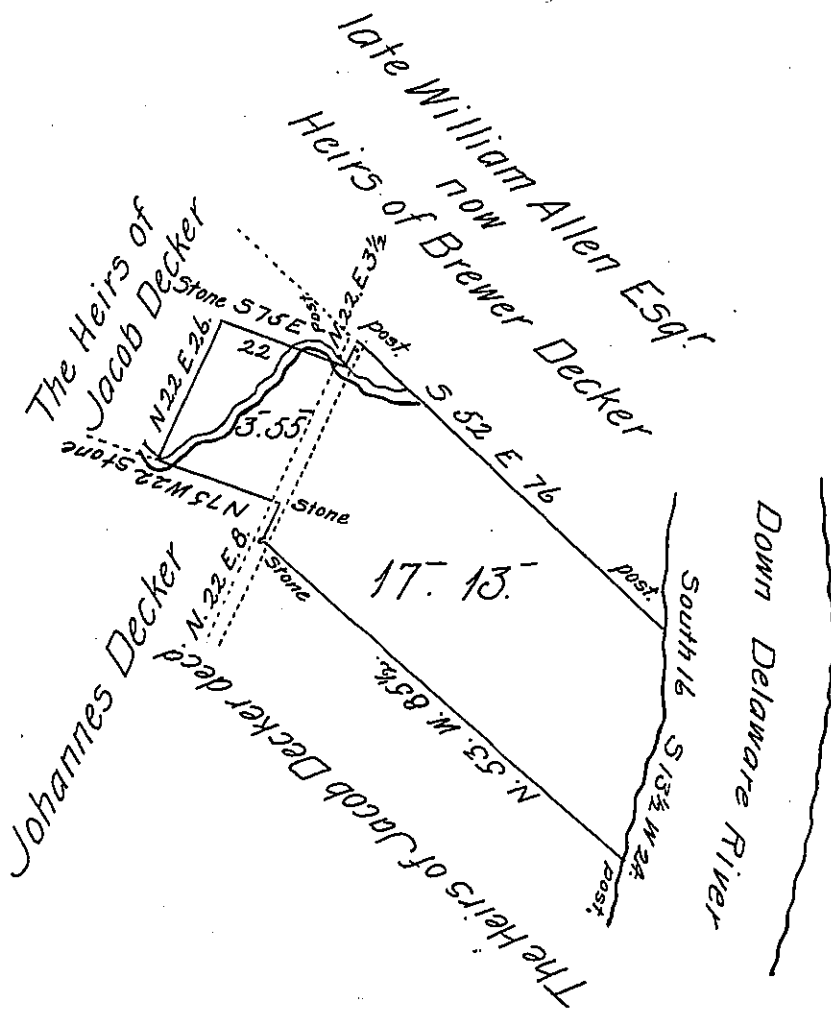 late William Allen Esqr
now
Heirs of Brewer Decker
The Heirs of
Jacob Decker
Stone S 75 E
22
post
N. 22. E 3½
post.
N 22 E 26.
3.55
S 52 E 76
N 75 W 22 Stone
Stone
N. 22 E. 8.
Stone
17. 13.
post.
South 16
S 13½ W 24.
Down Delaware River
Johannes Decker
N. 53. W. 85½.
post.
The Heirs of Jacob Decker decd